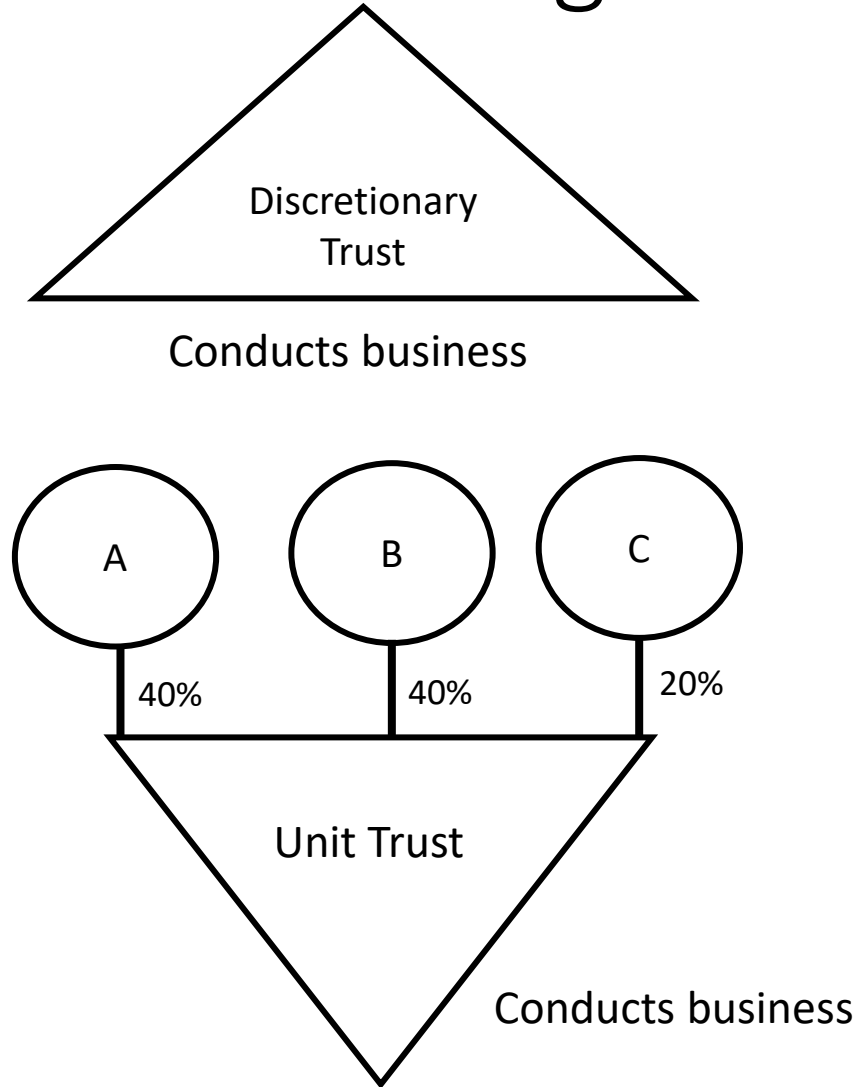 Discretionary
Trust
Conducts business
A
B
C
40%
40%
20%
Unit Trust
Conducts business